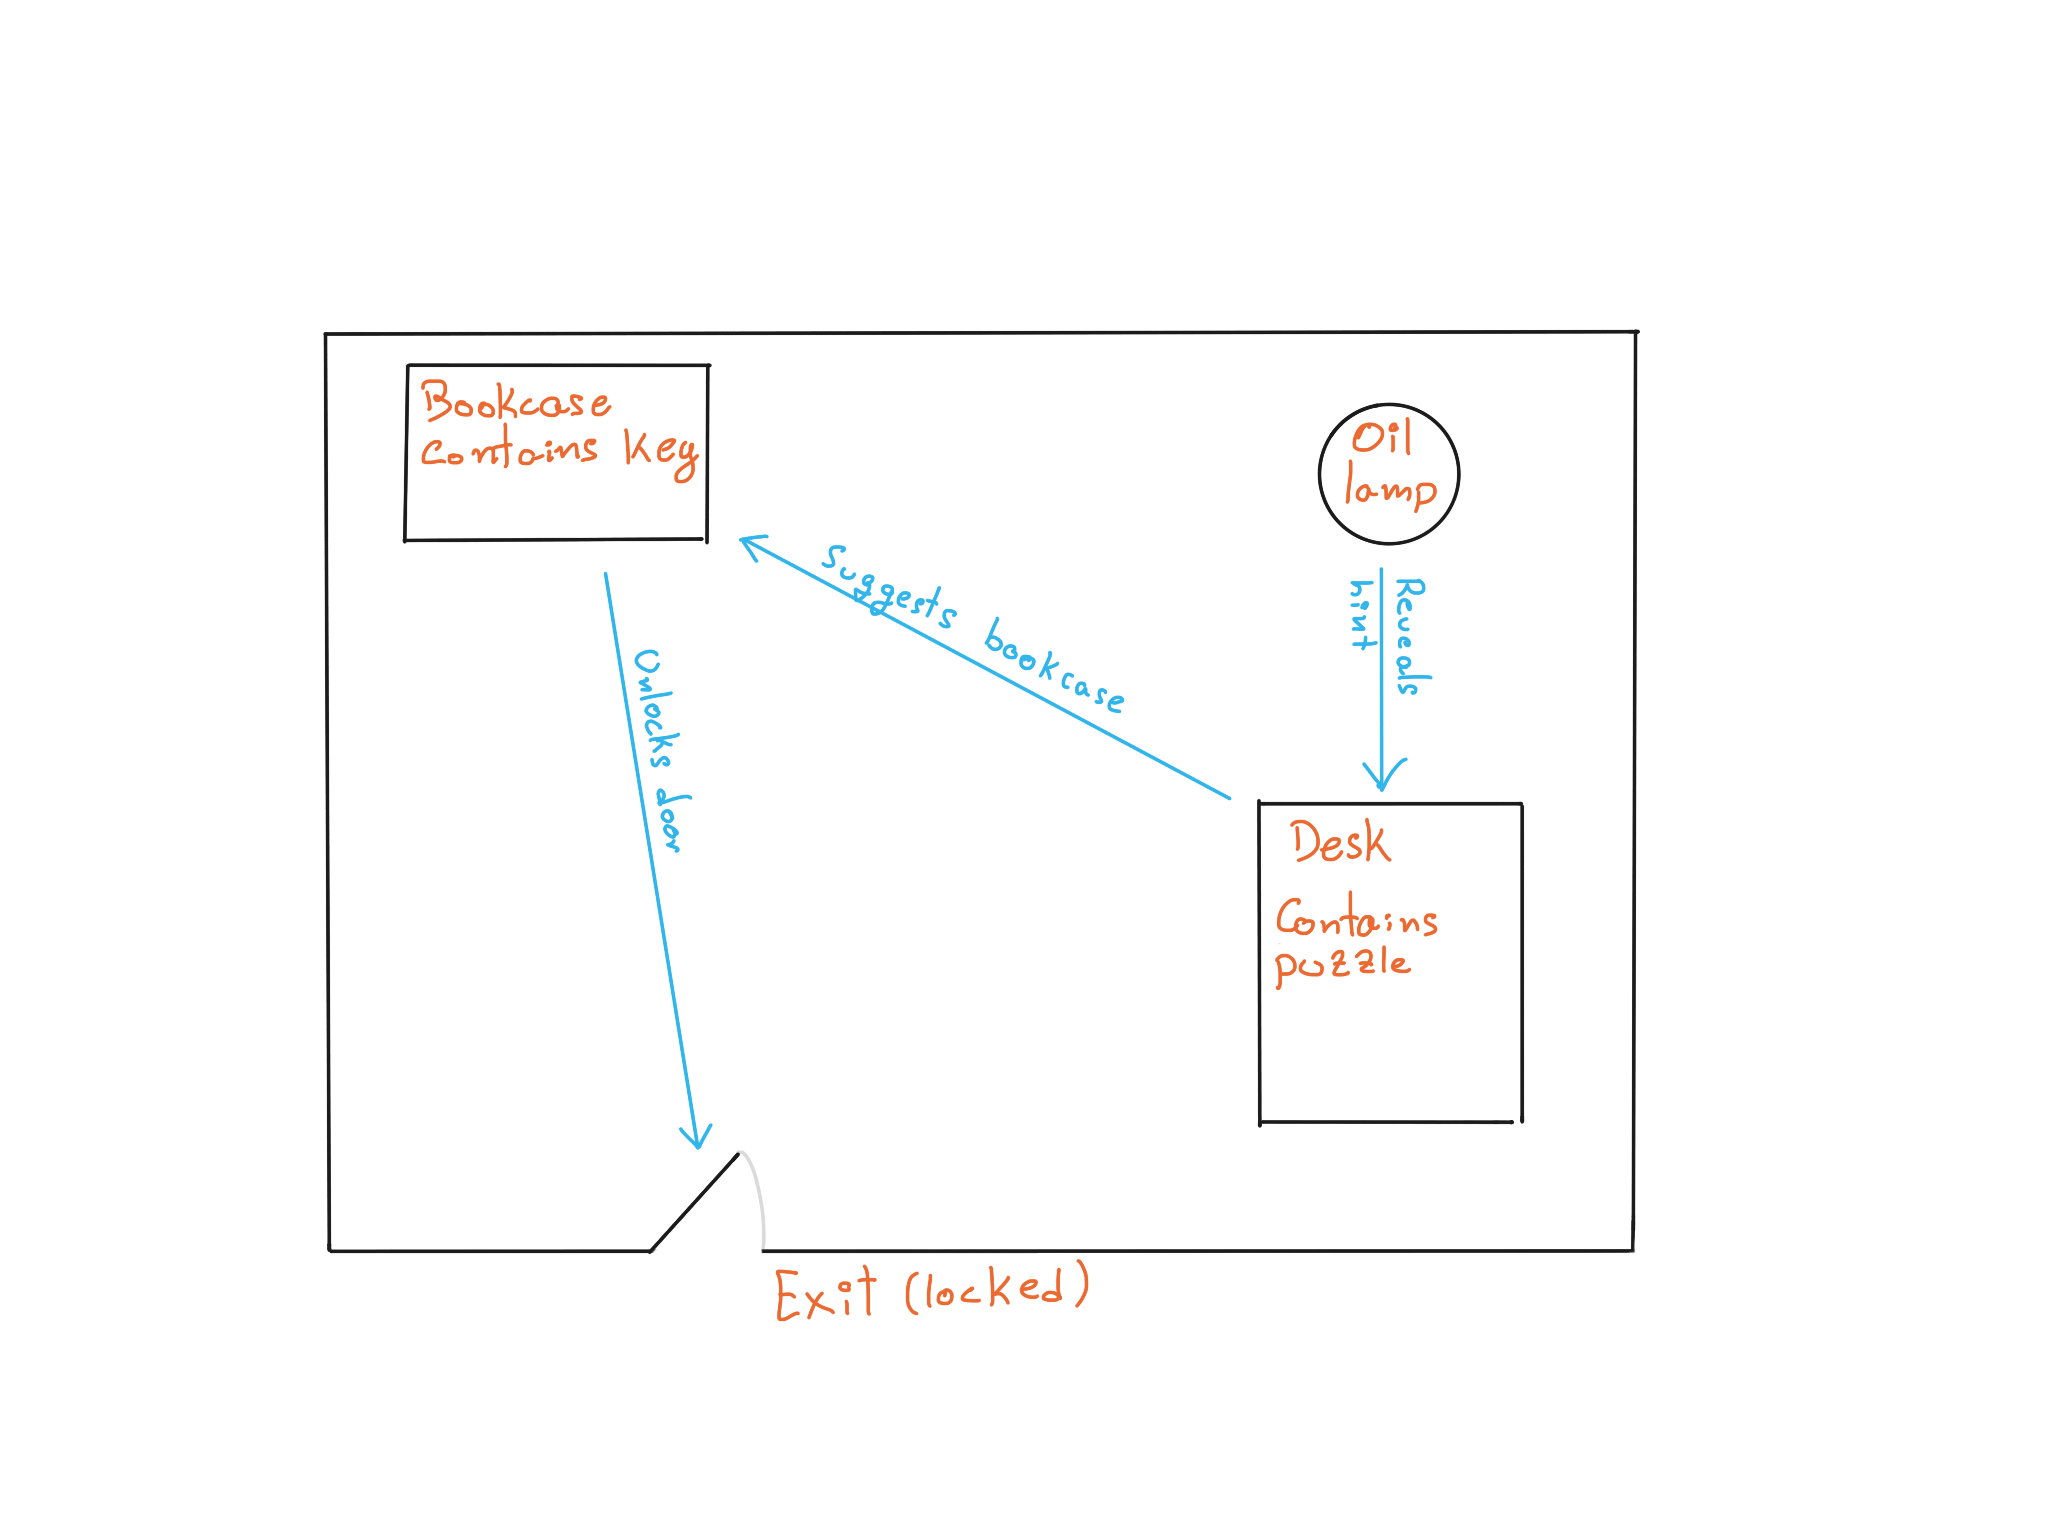 Bookcase
contains key
Oil
lamp
Suggests bookcase
Reveals
hint
Unlocks door
Desk
Contains
puzzle
Exit (locked)